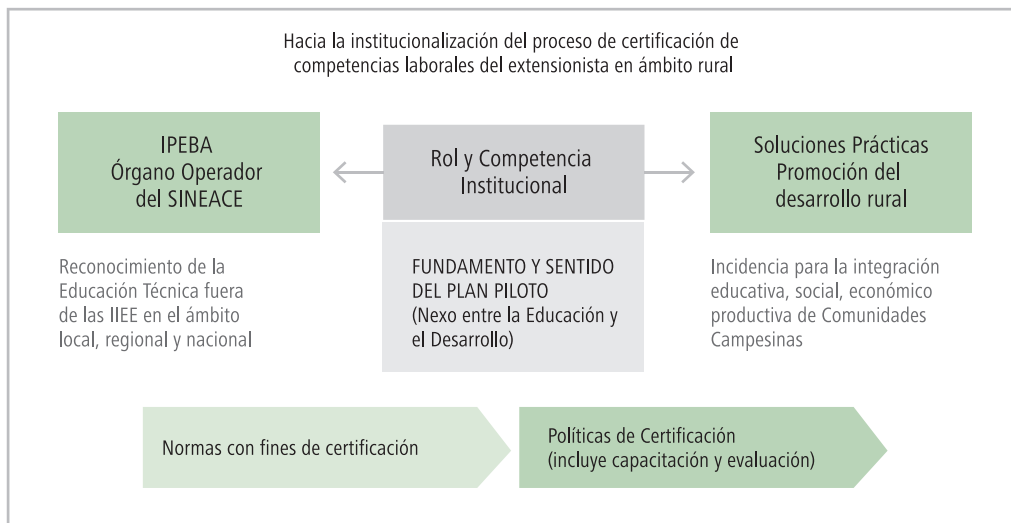 Hacia la institucionalización del proceso de certificación de
competencias laborales del extensionista en ámbito rural
IPEBA
Órgano Operador
del SINEACE
Rol y Competencia
Institucional
Soluciones Prácticas
Promoción del
desarrollo rural
Reconocimiento de la
Educación Técnica fuera
de las IIEE en el ámbito
local, regional y nacional
FUNDAMENTO Y SENTIDO
DEL PLAN PILOTO
(Nexo entre la Educación y
el Desarrollo)
Incidencia para la integración
educativa, social, económico
productiva de Comunidades
Campesinas
Normas con fines de certificación
Políticas de Certificación
(incluye capacitación y evaluación)